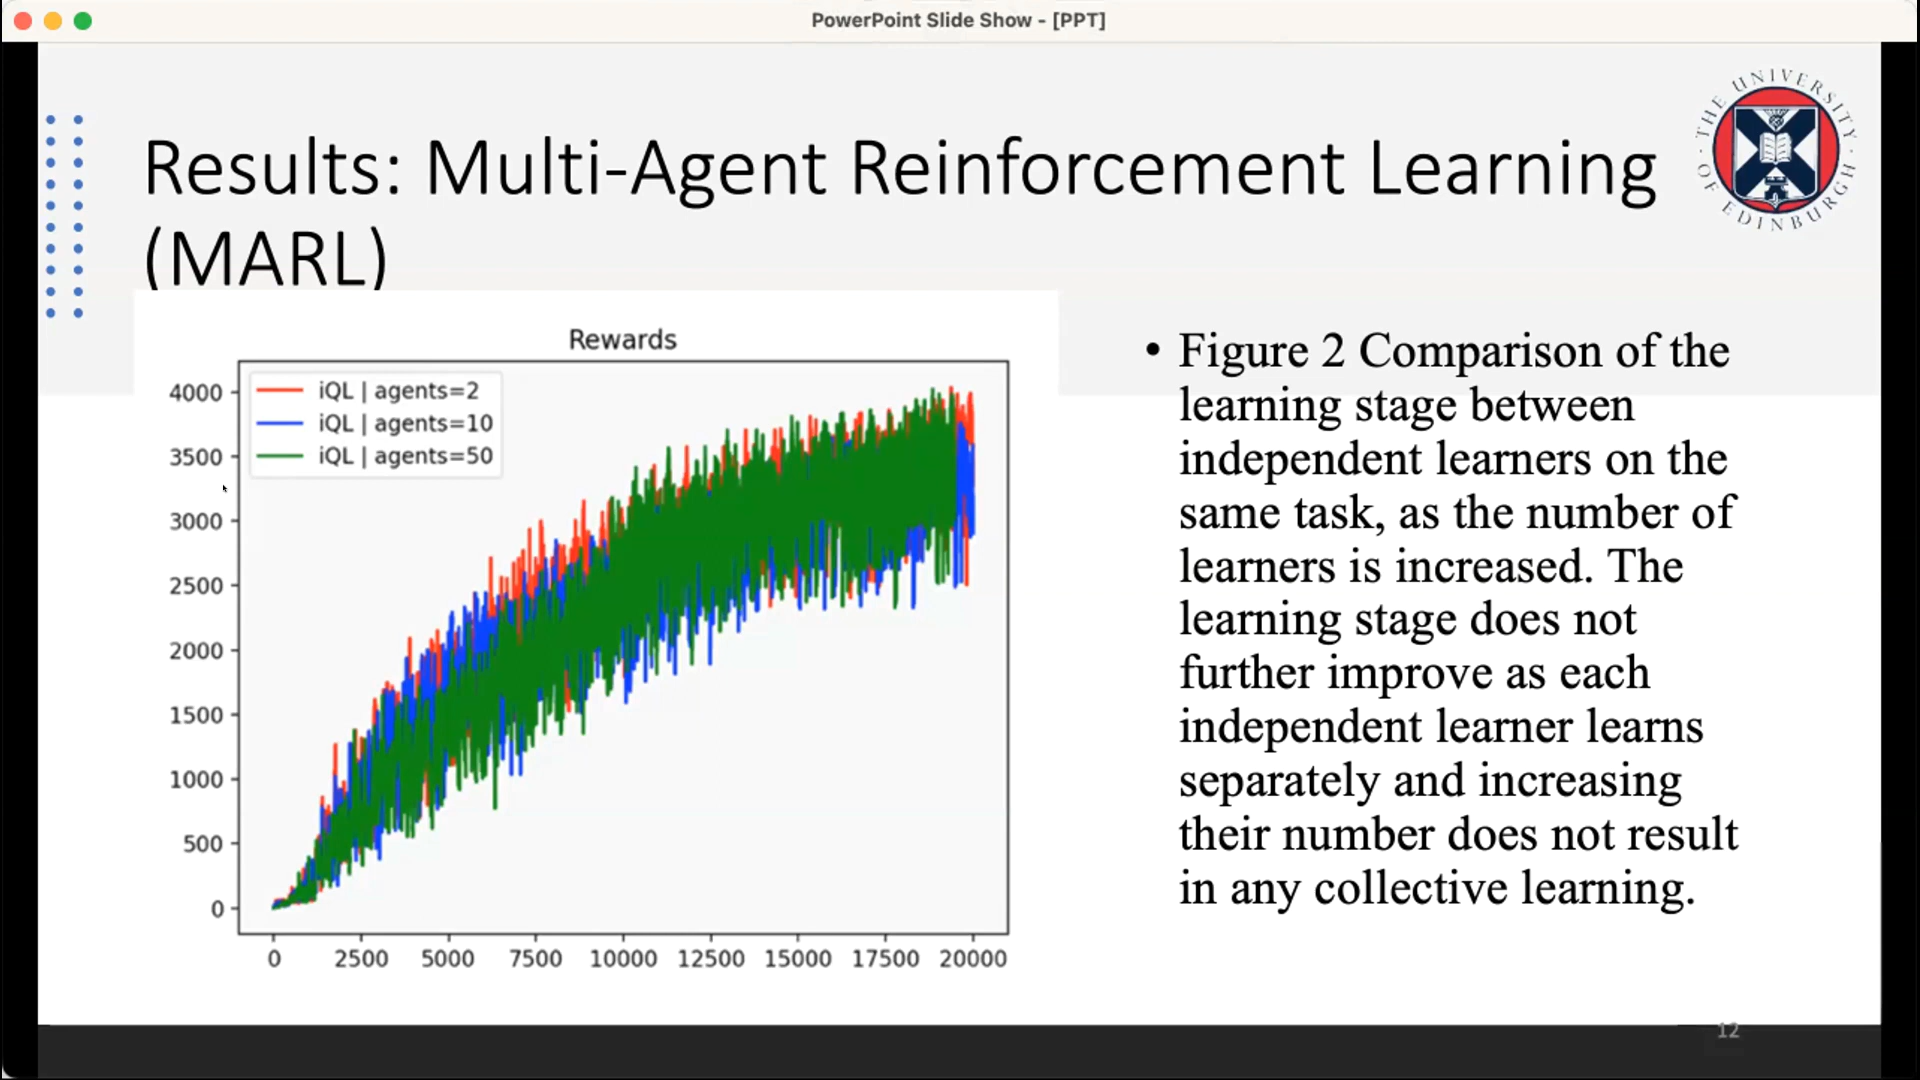 PowerPoint Slide Show - [PPT]
THE UNIVERSITY OF EDINBURGH
Results: Multi-Agent Reinforcement Learning
(MARL)
Rewards
iQL | agents=2
iQL | agents=10
iQL | agents=50
4000
3500
3000
2500
2000
1500
1000
500
0
0 2500 5000 7500 10000 12500 15000 17500 20000
• Figure 2 Comparison of the
learning stage between
independent learners on the
same task, as the number of
learners is increased. The
learning stage does not
further improve as each
independent learner learns
separately and increasing
their number does not result
in any collective learning.
12